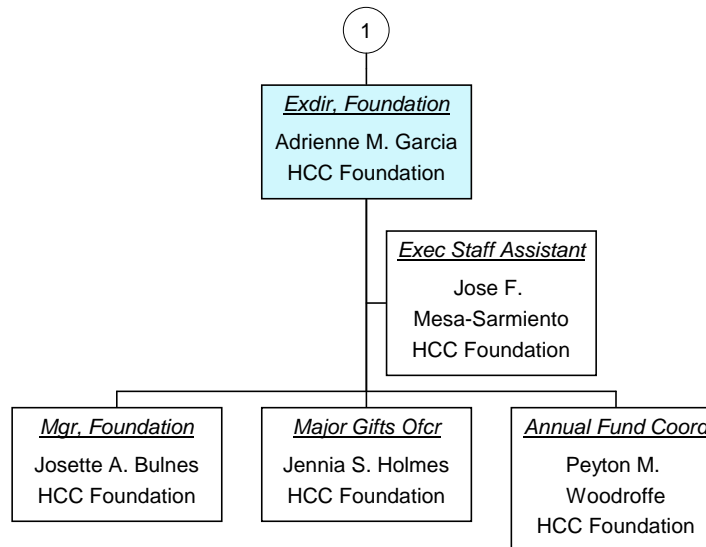 1
Exdir, Foundation
Adrienne M. Garcia
HCC Foundation
Exec Staff Assistant
Jose F.
Mesa-Sarmiento
HCC Foundation
Mgr, Foundation
Josette A. Bulnes
HCC Foundation
Major Gifts Ofcr
Jennia S. Holmes
HCC Foundation
Annual Fund Coord
Peyton M.
Woodroffe
HCC Foundation